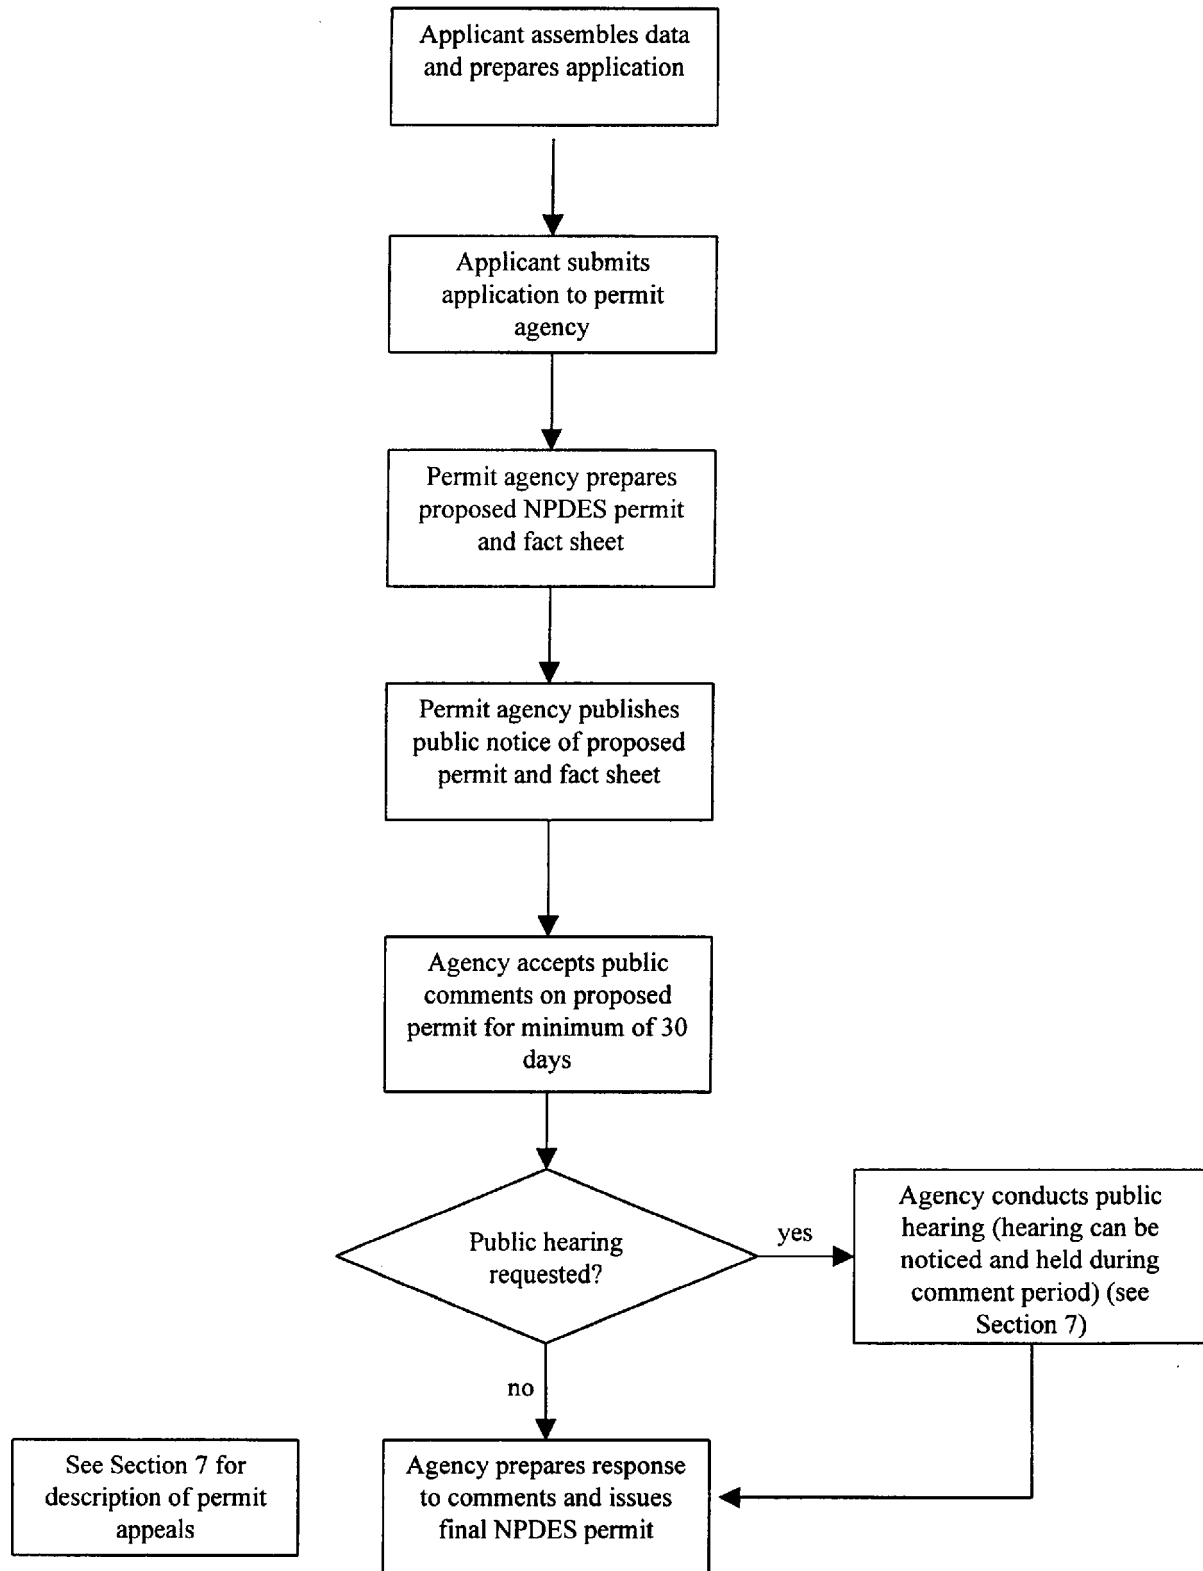 Applicant assembles data
and prepares application
Applicant submits
application to permit
agency
Permit agency prepares
proposed NPDES permit
and fact sheet
Permit agency publishes
public notice of proposed
permit and fact sheet
Agency accepts public
comments on proposed
permit for minimum of 30
days
Public hearing
requested?
yes
Agency conducts public
hearing (hearing can be
noticed and held during
comment period) (see
Section 7)
no
See Section 7 for
description of permit
appeals
Agency prepares response
to comments and issues
final NPDES permit